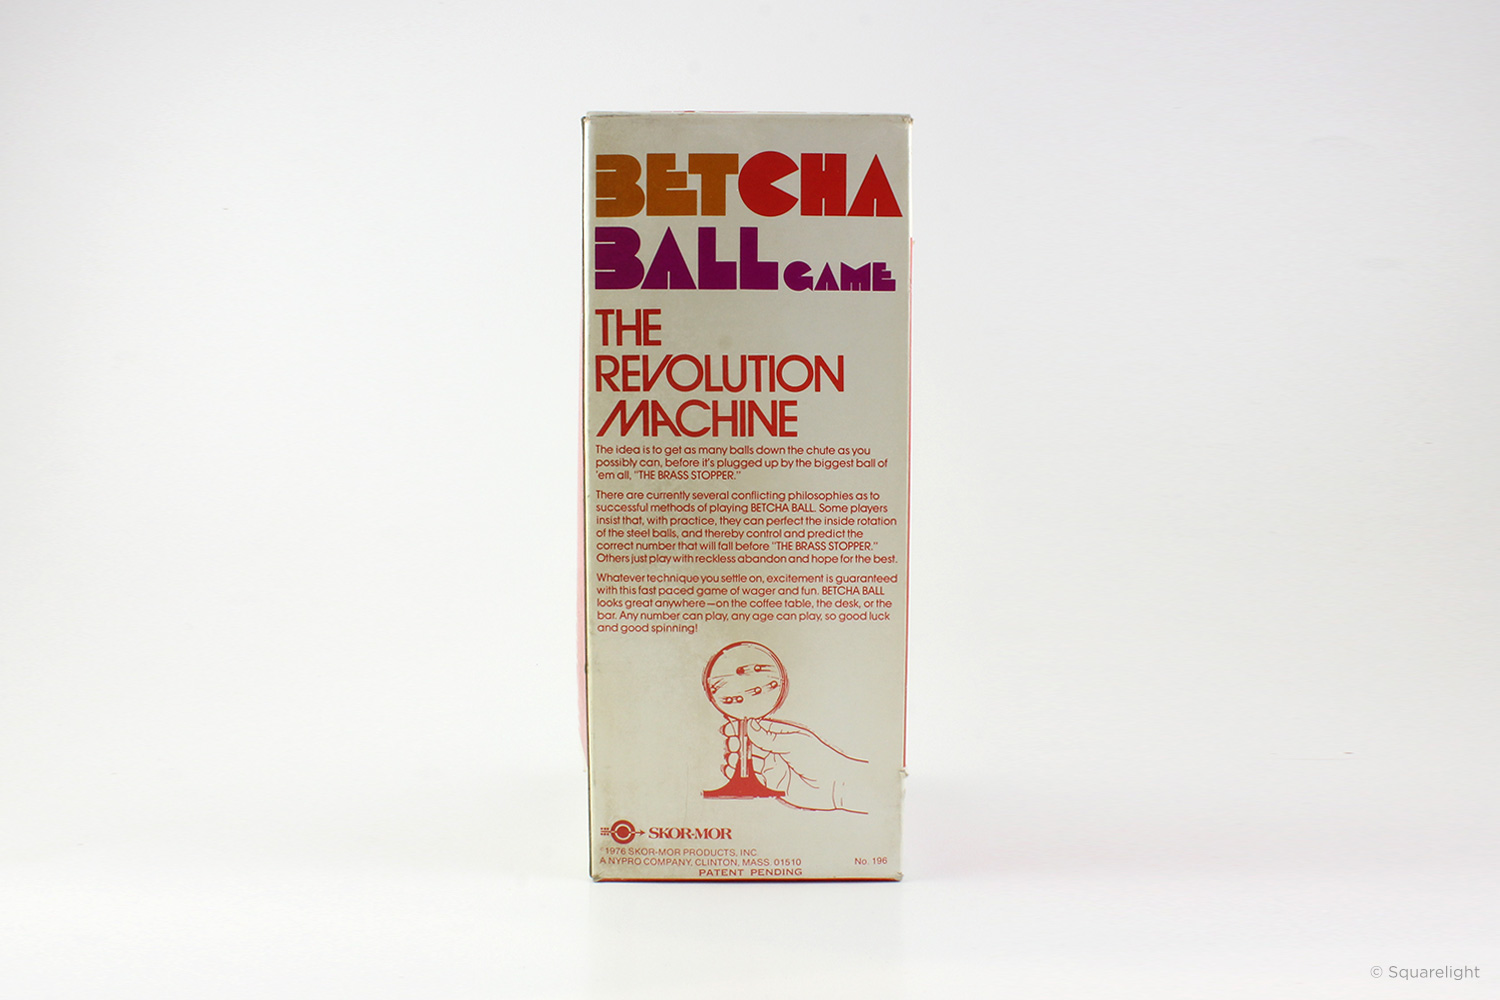 BETCHA
BALL GAME
THE
REVOLUTION
MACHINE
The idea is to get as many balls down the chute as you
possibly can, before it's plugged up by the biggest ball of
'em all, "THE BRASS STOPPER."
There are currently several conflicting philosophies as to
successful methods of playing BETCHA BALL. Some players
insist that, with practice, they can perfect the inside rotation
of the steel balls, and thereby control and predict the
correct number that will fall before "THE BRASS STOPPER."
Others just play with reckless abandon and hope for the best.
Whatever technique you settle on, excitement is guaranteed
with this fast paced game of wager and fun. BETCHA BALL
looks great anywhere—on the coffee table, the desk, or the
bar. Any number can play, any age can play, so good luck
and good spinning!
SKOR-MOR
©1976 SKOR-MOR PRODUCTS, INC.
A NYPRO COMPANY, CLINTON, MASS. 01510 No. 196
PATENT PENDING
© Squarelight